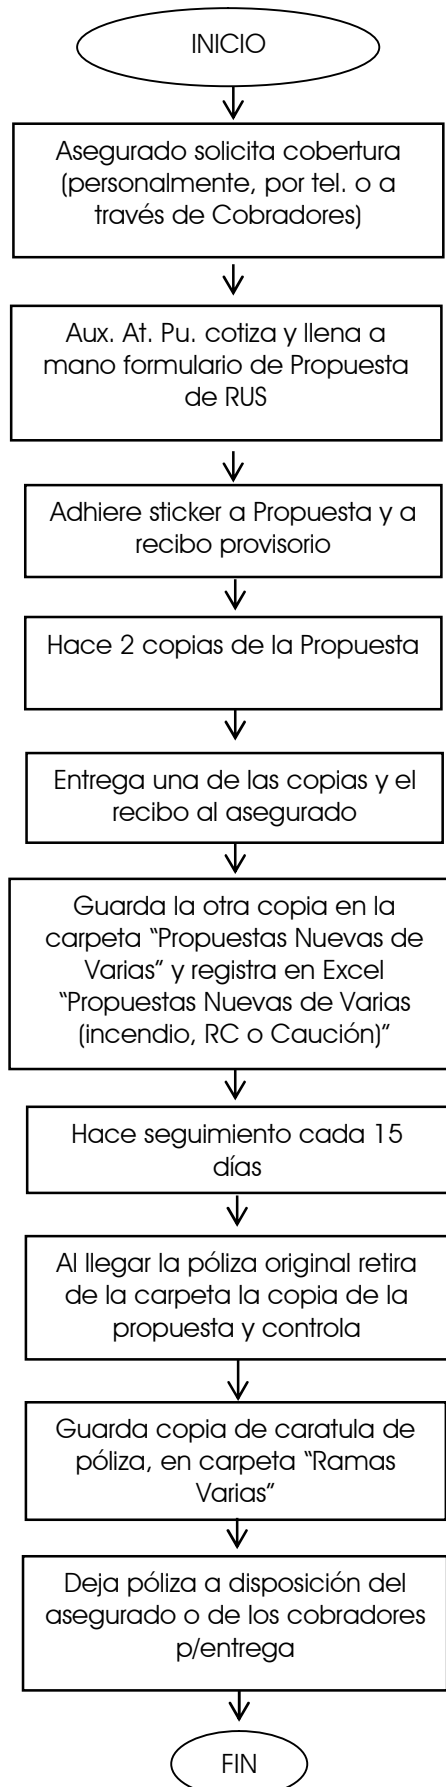 INICIO
Asegurado solicita cobertura
(personalmente, por tel. o a
través de Cobradores)
Aux. At. Pu. cotiza y llena a
mano formulario de Propuesta
de RUS
Adhiere sticker a Propuesta y a
recibo provisorio
Hace 2 copias de la Propuesta
Entrega una de las copias y el
recibo al asegurado
Guarda la otra copia en la
carpeta “Propuestas Nuevas de
Varias” y registra en Excel
“Propuestas Nuevas de Varias
(incendio, RC o Caución)”
Hace seguimiento cada 15
días
Al llegar la póliza original retira
de la carpeta la copia de la
propuesta y controla
Guarda copia de caratula de
póliza, en carpeta “Ramas
Varias”
Deja póliza a disposición del
asegurado o de los cobradores
p/entrega
FIN